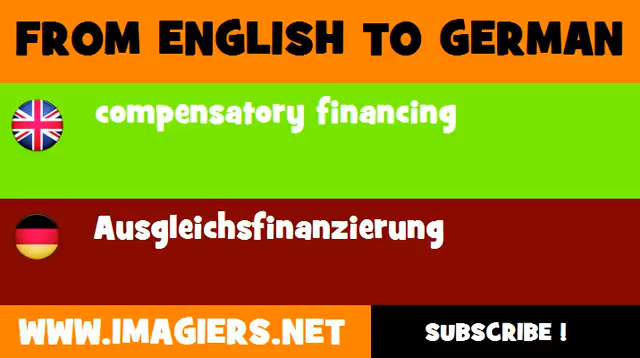 FROM ENGLISH TO GERMAN
compensatory financing
Ausgleichsfinanzierung
WWW.IMAGIERS.NET
SUBSCRIBE !